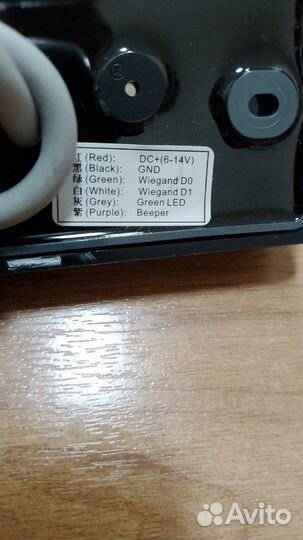 红(Red): DC+(6-14V)
黑(Black): GND
绿(Green): Wiegand D0
白(White): Wiegand D1
灰(Grey): Green LED
紫(Purple): Beeper
Avito